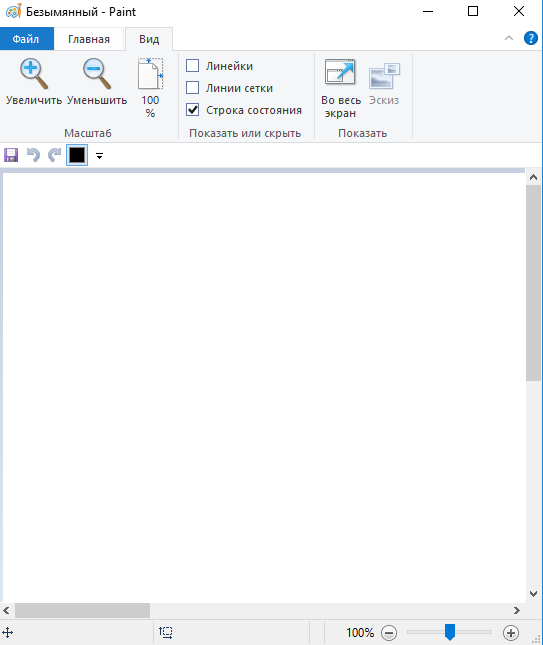 Безымянный - Paint
Файл Главная Вид
Увеличить Уменьшить 100 %
Масштаб
Линейки
Линии сетки
Строка состояния
Показать или скрыть
Во весь экран Эскиз
Показать
100%